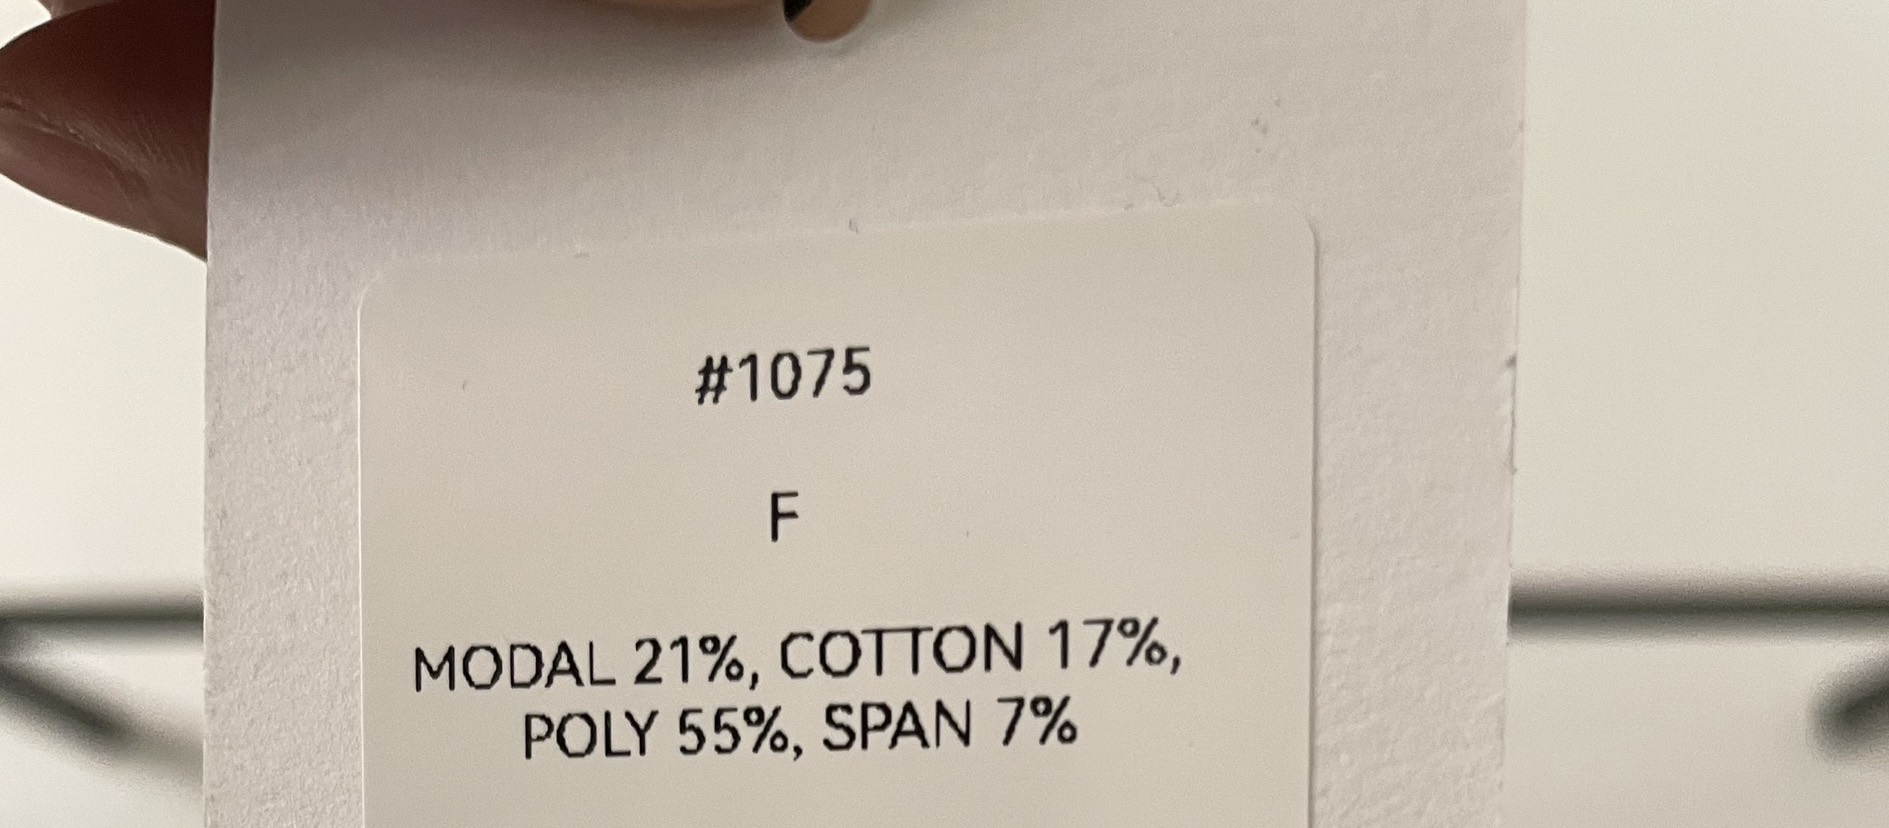 #1075
F
MODAL 21%, COTTON 17%,
POLY 55%, SPAN 7%